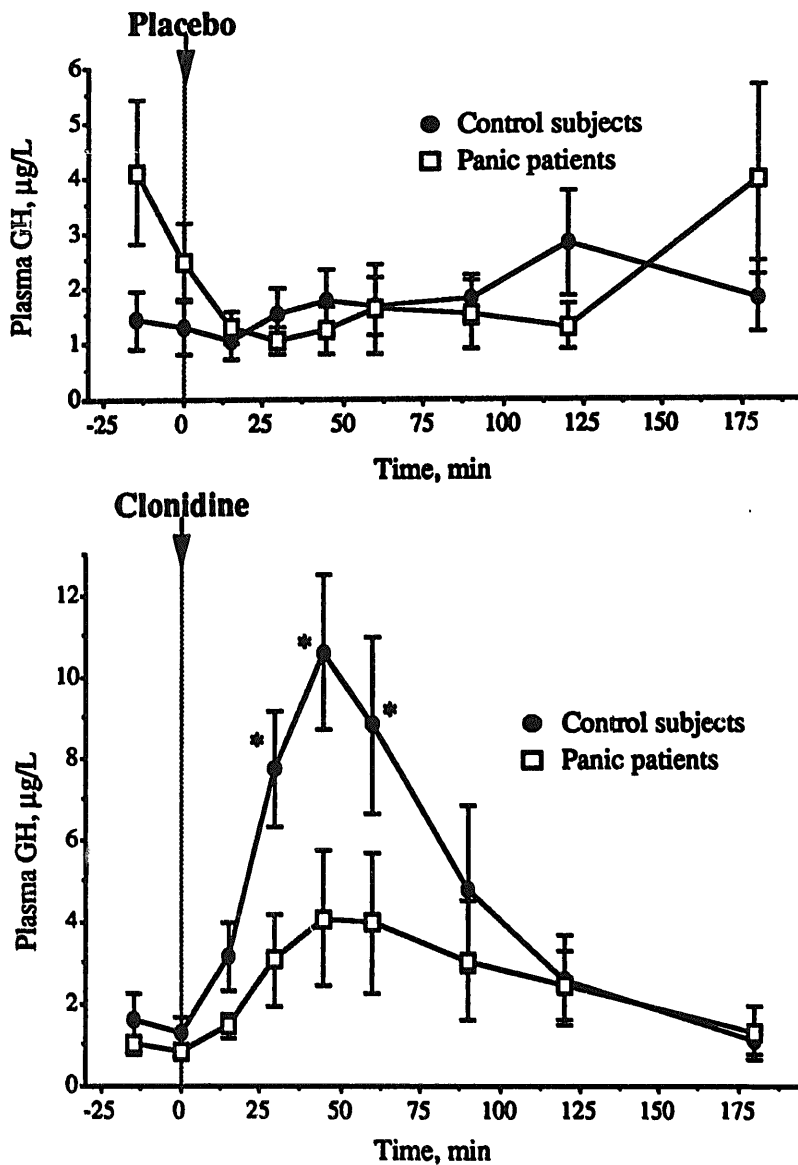 Placebo
6
5
4
3
2
1
0
Plasma GH, µg/L
Control subjects
Panic patients
-25 0 25 50 75 100 125 150 175
Time, min
Clonidine
12
10
8
6
4
2
0
Plasma GH, µg/L
*
*
*
Control subjects
Panic patients
-25 0 25 50 75 100 125 150 175
Time, min